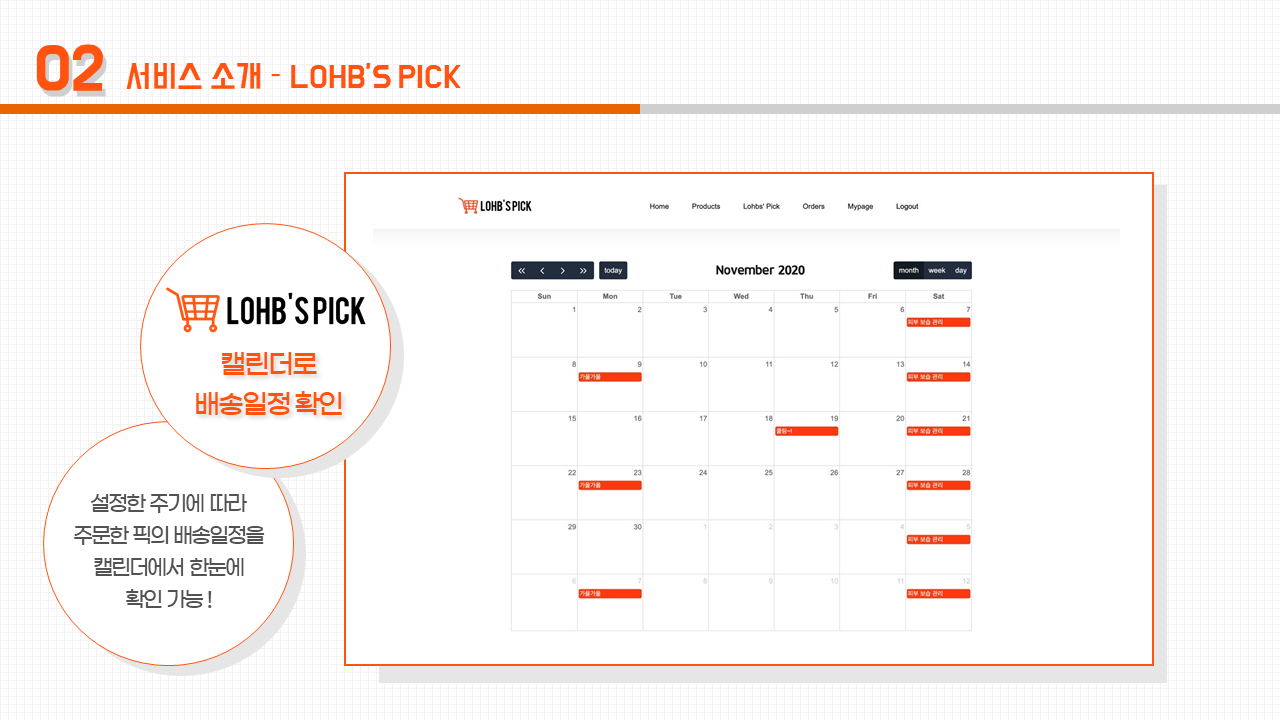 02 서비스 소개 - LOHB'S PICK
LOHB'S PICK
캘린더로
배송일정 확인
설정한 주기에 따라
주문한 픽의 배송일정을
캘린더에서 한눈에
확인 가능 !
LOHB'S PICK Home Products Lohbs' Pick Orders Mypage Logout
today November 2020 month week day
Sun Mon Tue Wed Thu Fri Sat
1 2 3 4 5 6 7
피부 보습 관리
8 9 10 11 12 13 14
가을가을 피부 보습 관리
15 16 17 18 19 20 21
쿨링~! 피부 보습 관리
22 23 24 25 26 27 28
가을가을 피부 보습 관리
29 30 1 2 3 4 5
피부 보습 관리
6 7 8 9 10 11 12
가을가을 피부 보습 관리